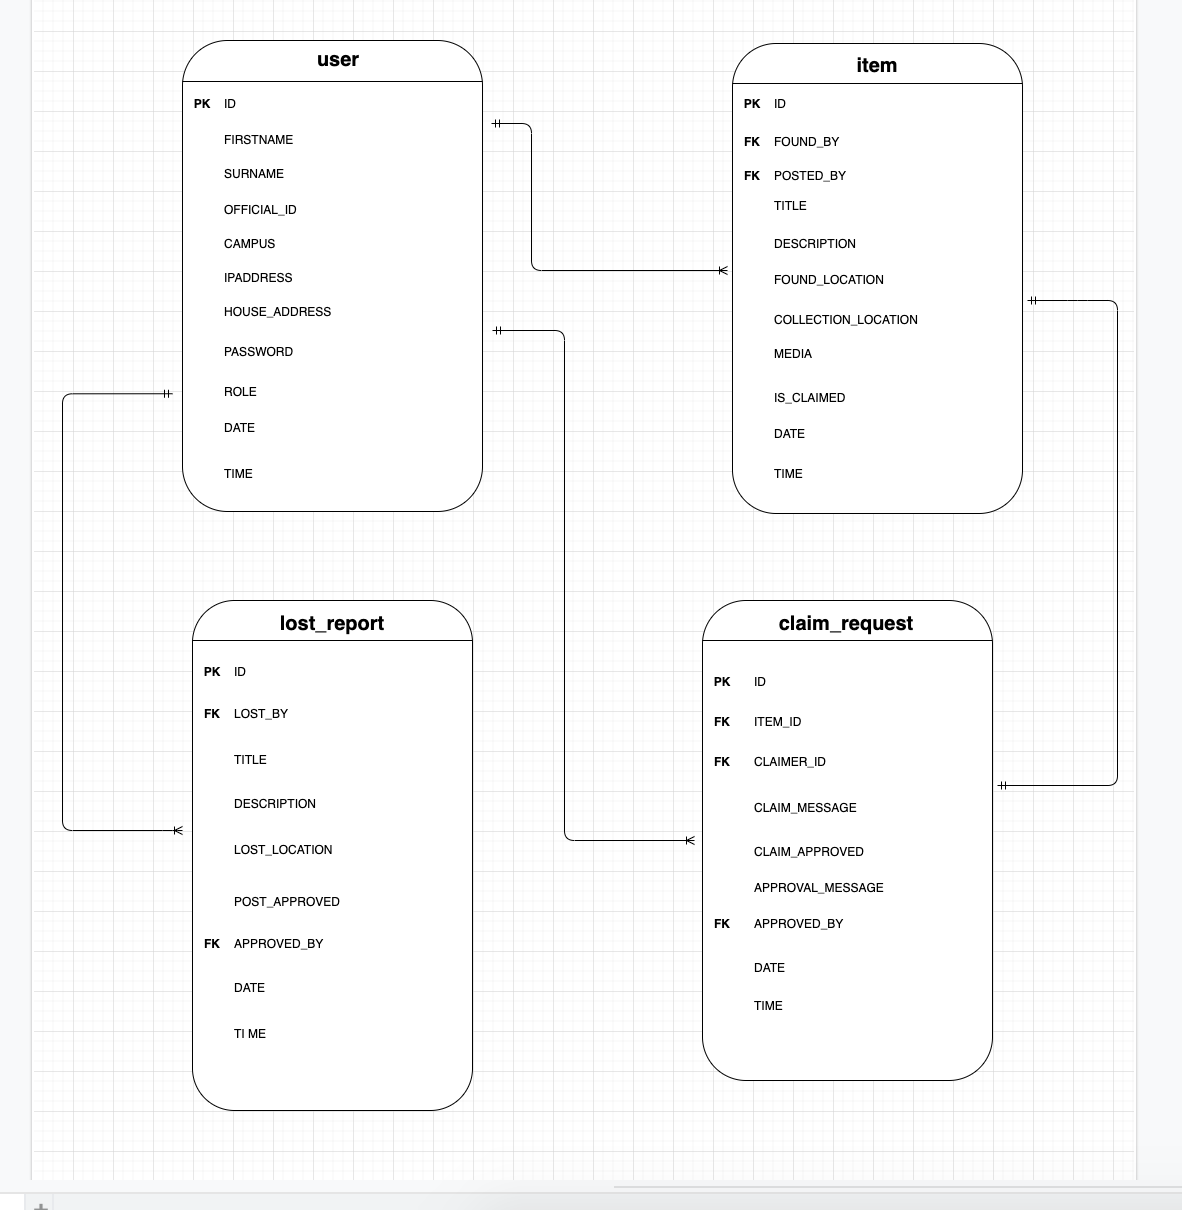 user
PK ID
FIRSTNAME
SURNAME
OFFICIAL_ID
CAMPUS
IPADDRESS
HOUSE_ADDRESS
PASSWORD
ROLE
DATE
TIME
item
PK ID
FK FOUND_BY
FK POSTED_BY
TITLE
DESCRIPTION
FOUND_LOCATION
COLLECTION_LOCATION
MEDIA
IS_CLAIMED
DATE
TIME
lost_report
PK ID
FK LOST_BY
TITLE
DESCRIPTION
LOST_LOCATION
POST_APPROVED
FK APPROVED_BY
DATE
TI ME
claim_request
PK ID
FK ITEM_ID
FK CLAIMER_ID
CLAIM_MESSAGE
CLAIM_APPROVED
APPROVAL_MESSAGE
FK APPROVED_BY
DATE
TIME